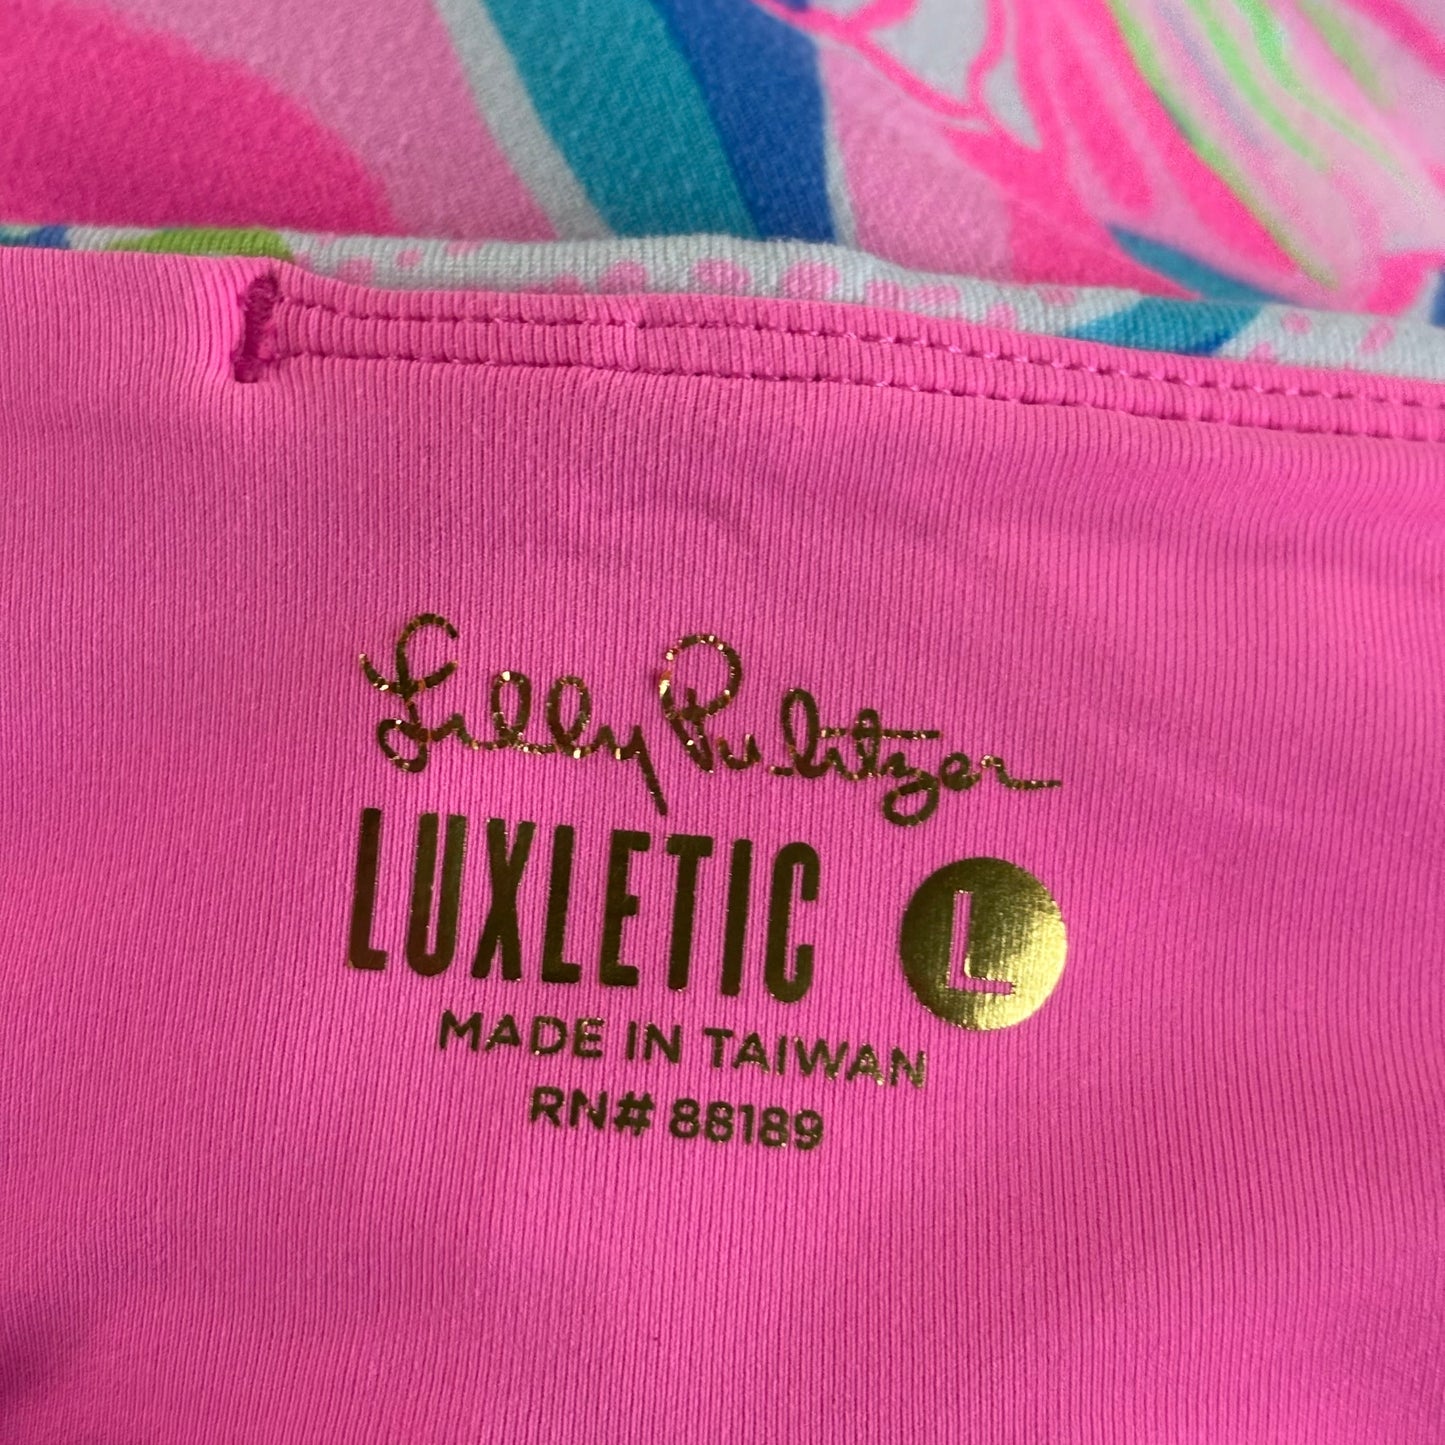 Lilly Pulitzer
LUXLETIC L
MADE IN TAIWAN
RN# 88189